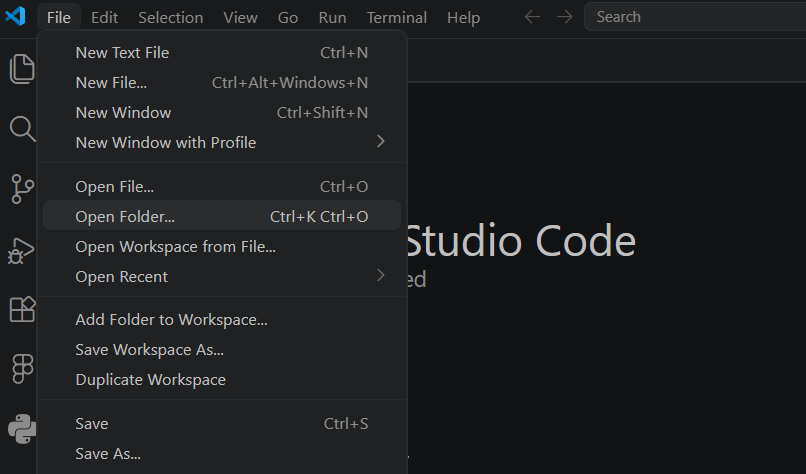 File Edit Selection View Go Run Terminal Help Search
New Text File Ctrl+N
New File... Ctrl+Alt+Windows+N
New Window Ctrl+Shift+N
New Window with Profile
Open File... Ctrl+O
Open Folder... Ctrl+K Ctrl+O
Studio Code
Open Workspace from File...
Open Recent
ed
Add Folder to Workspace...
Save Workspace As...
Duplicate Workspace
Save Ctrl+S
Save As...